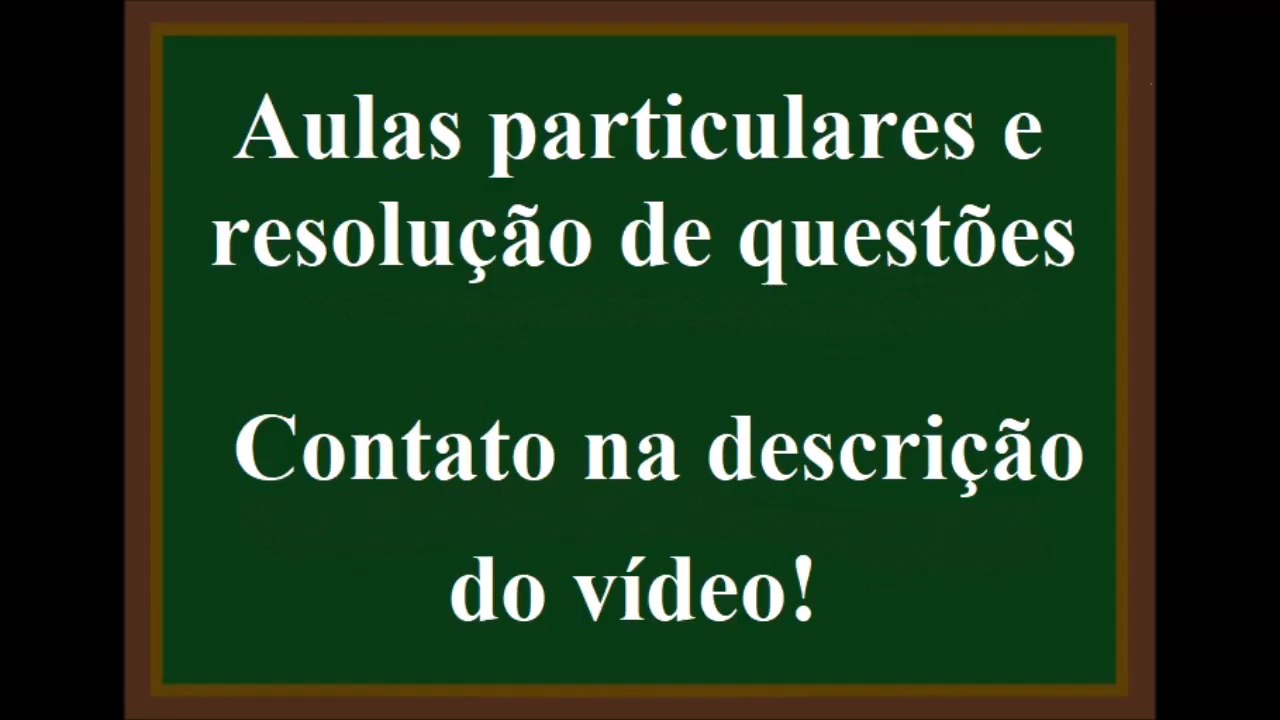 Aulas particulares e
resolução de questões
Contato na descrição
do vídeo!